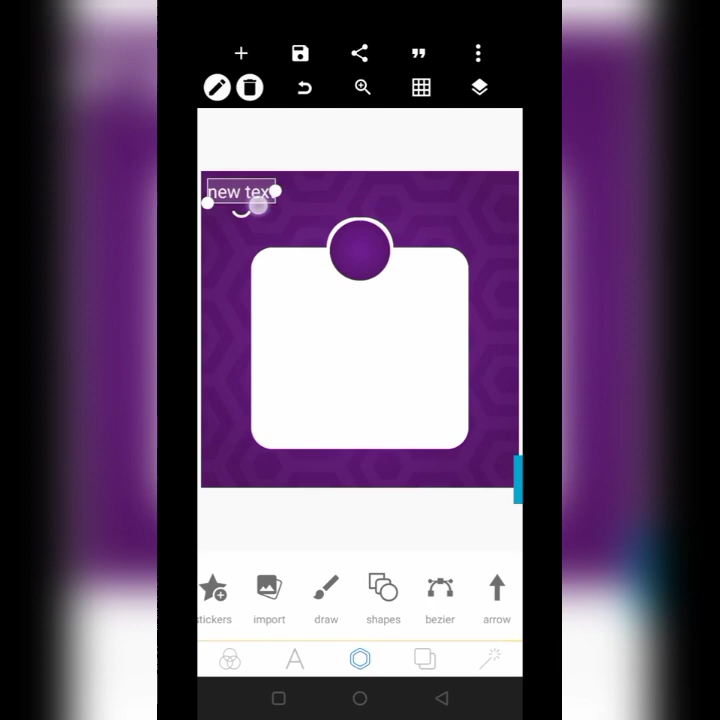 new tex
stickers
import
draw
shapes
bezier
arrow